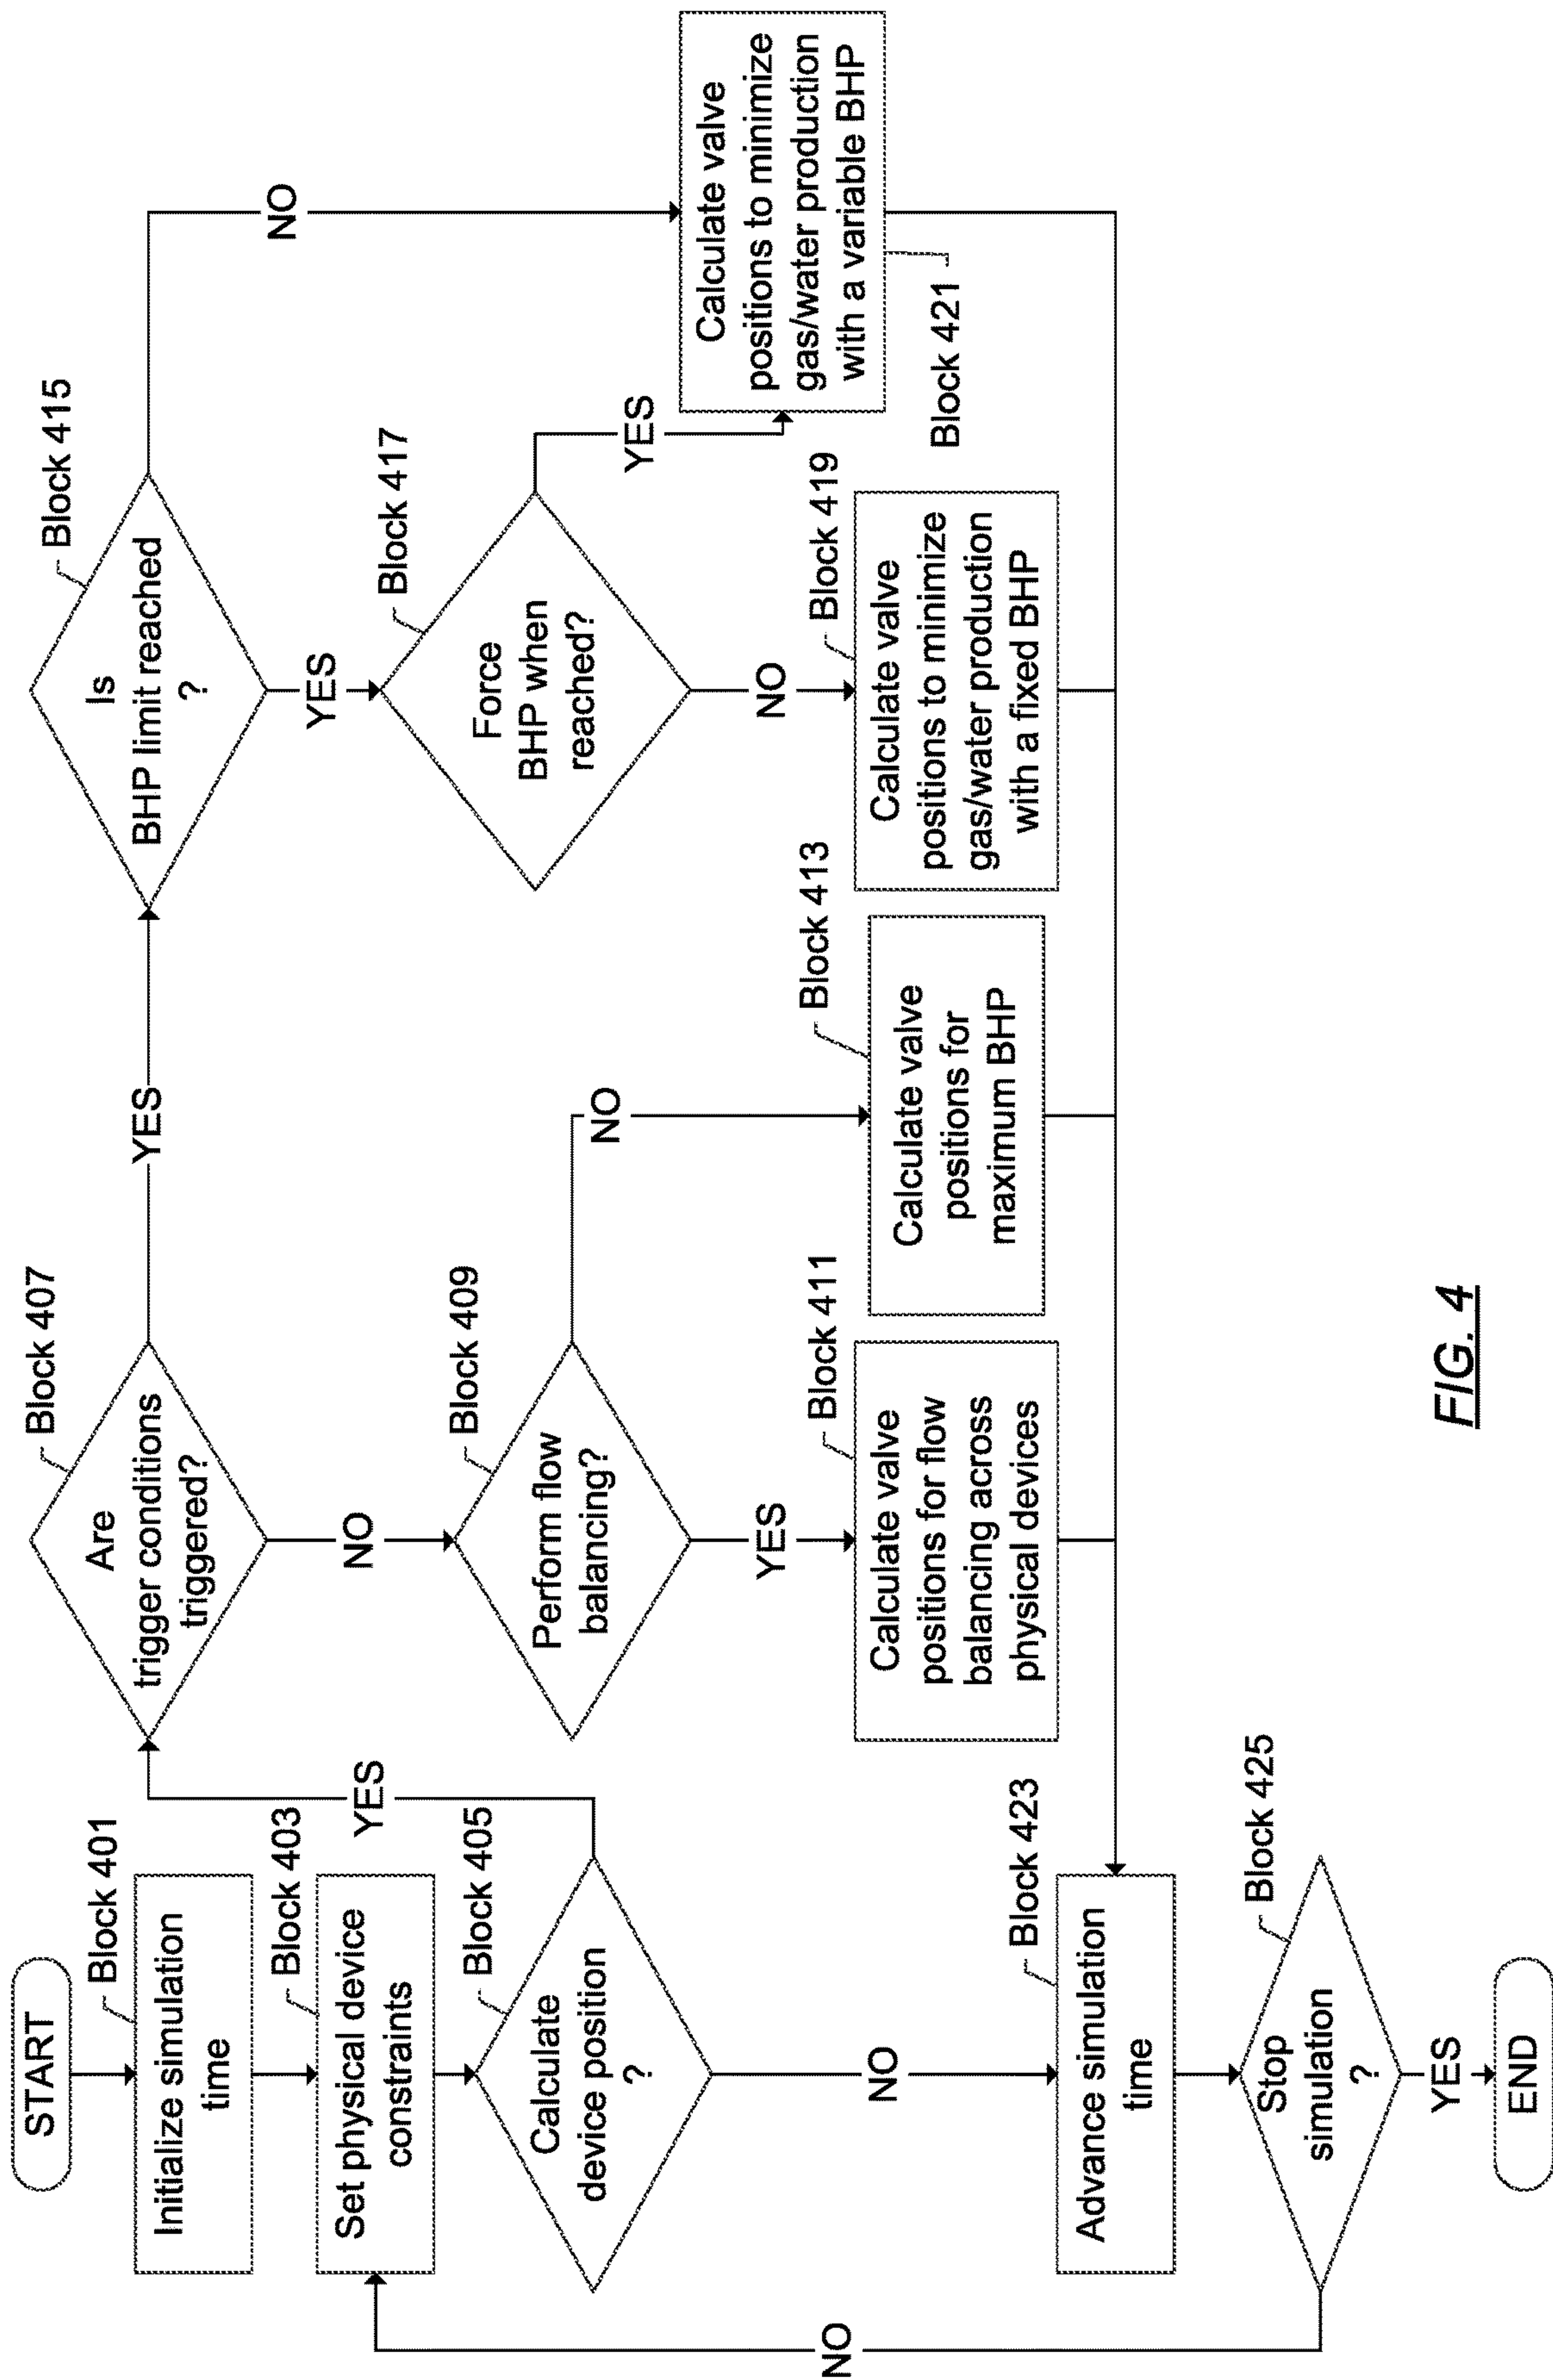 START
Block 401
Initialize simulation
time
Block 403
Set physical device
constraints
Block 405
Calculate
device position
?
YES
NO
Block 407
Are
trigger conditions
triggered?
YES
NO
Block 409
Perform flow
balancing?
NO
YES
Block 411
Calculate valve
positions for flow
balancing across
physical devices
Block 413
Calculate valve
positions for
maximum BHP
Block 415
Is
BHP limit reached
?
NO
YES
Block 417
Force
BHP when
reached?
YES
NO
Block 419
Calculate valve
positions to minimize
gas/water production
with a fixed BHP
Calculate valve
positions to minimize
gas/water production
with a variable BHP
Block 421
Block 423
Advance simulation
time
Block 425
Stop
simulation
?
NO
YES
END
FIG. 4